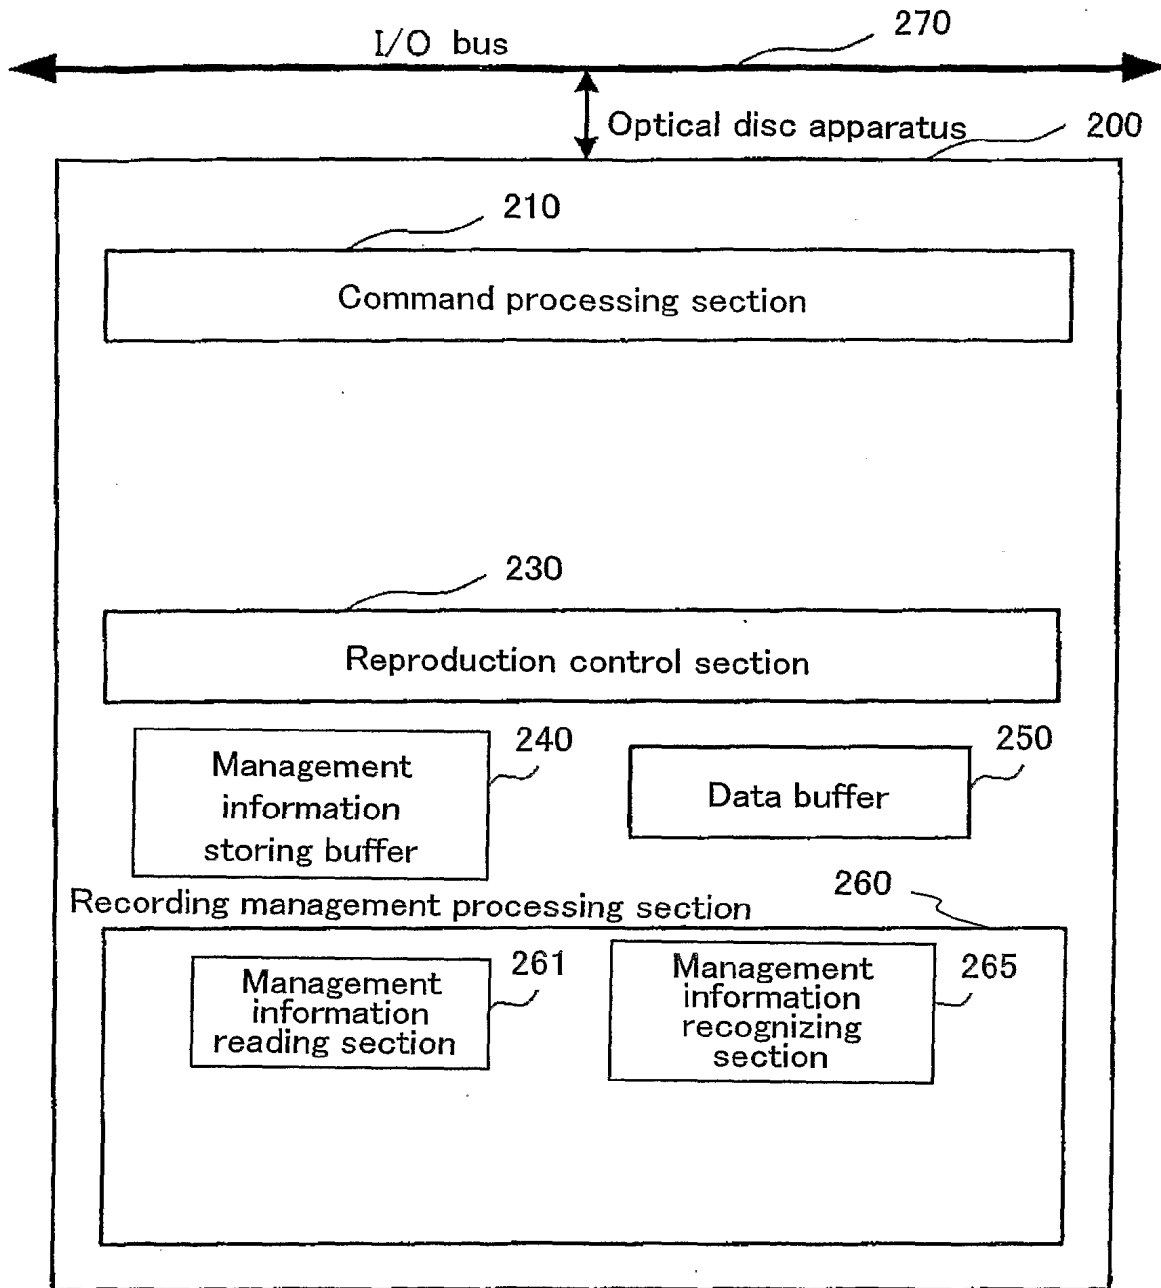 270
I/O bus
Optical disc apparatus
200
210
Command processing section
230
Reproduction control section
240
250
Management
information
storing buffer
Data buffer
260
Recording management processing section
261
265
Management
information
reading section
Management
information
recognizing
section